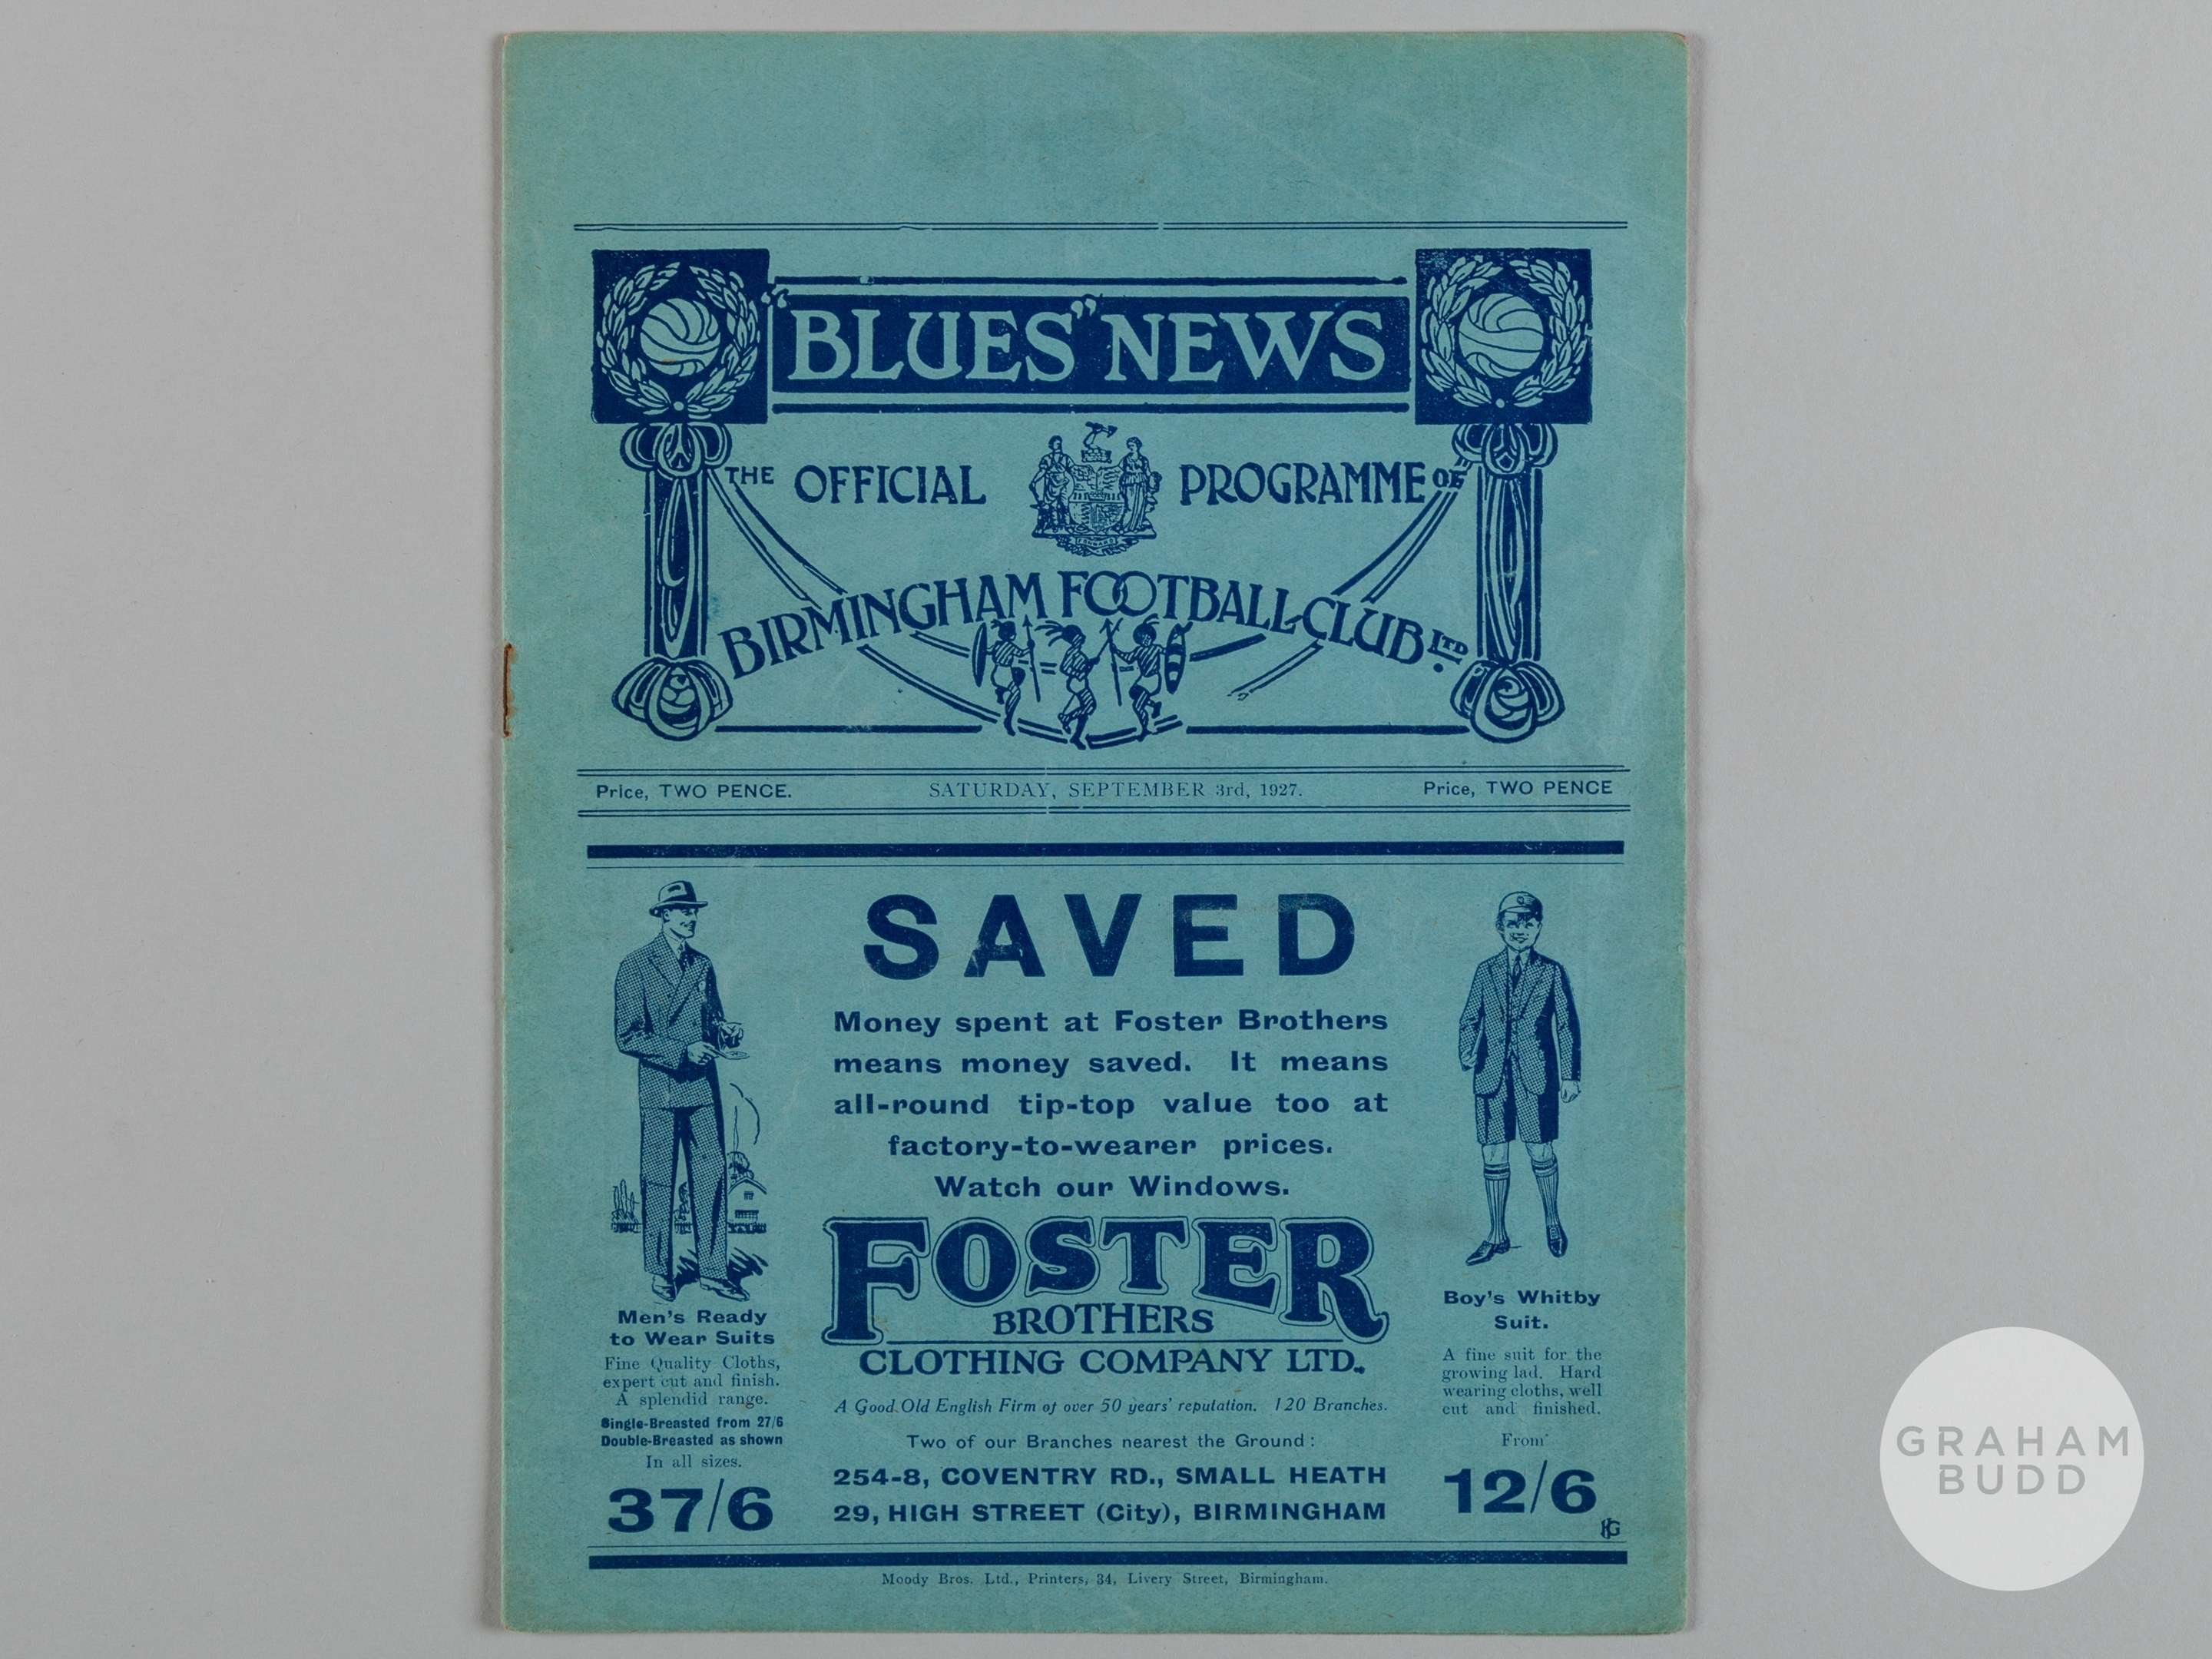 "BLUES" NEWS
THE OFFICIAL PROGRAMME OF
FORWARD
BIRMINGHAM FOOTBALL CLUB LTD.
Price, TWO PENCE. SATURDAY, SEPTEMBER 3rd, 1927. Price, TWO PENCE
SAVED
Money spent at Foster Brothers
means money saved. It means
all-round tip-top value too at
factory-to-wearer prices.
Watch our Windows.
FOSTER
BROTHERS
CLOTHING COMPANY LTD.
A Good Old English Firm of over 50 years' reputation. 120 Branches.
Two of our Branches nearest the Ground :
254-8, COVENTRY RD., SMALL HEATH
29, HIGH STREET (City), BIRMINGHAM
Men's Ready
to Wear Suits
Fine Quality Cloths,
expert cut and finish.
A splendid range.
Single-Breasted from 27/6
Double-Breasted as shown
In all sizes.
37/6
Boy's Whitby
Suit.
A fine suit for the
growing lad. Hard
wearing cloths, well
cut and finished.
From
12/6
Moody Bros. Ltd., Printers, 34, Livery Street, Birmingham.
GRAHAM
BUDD